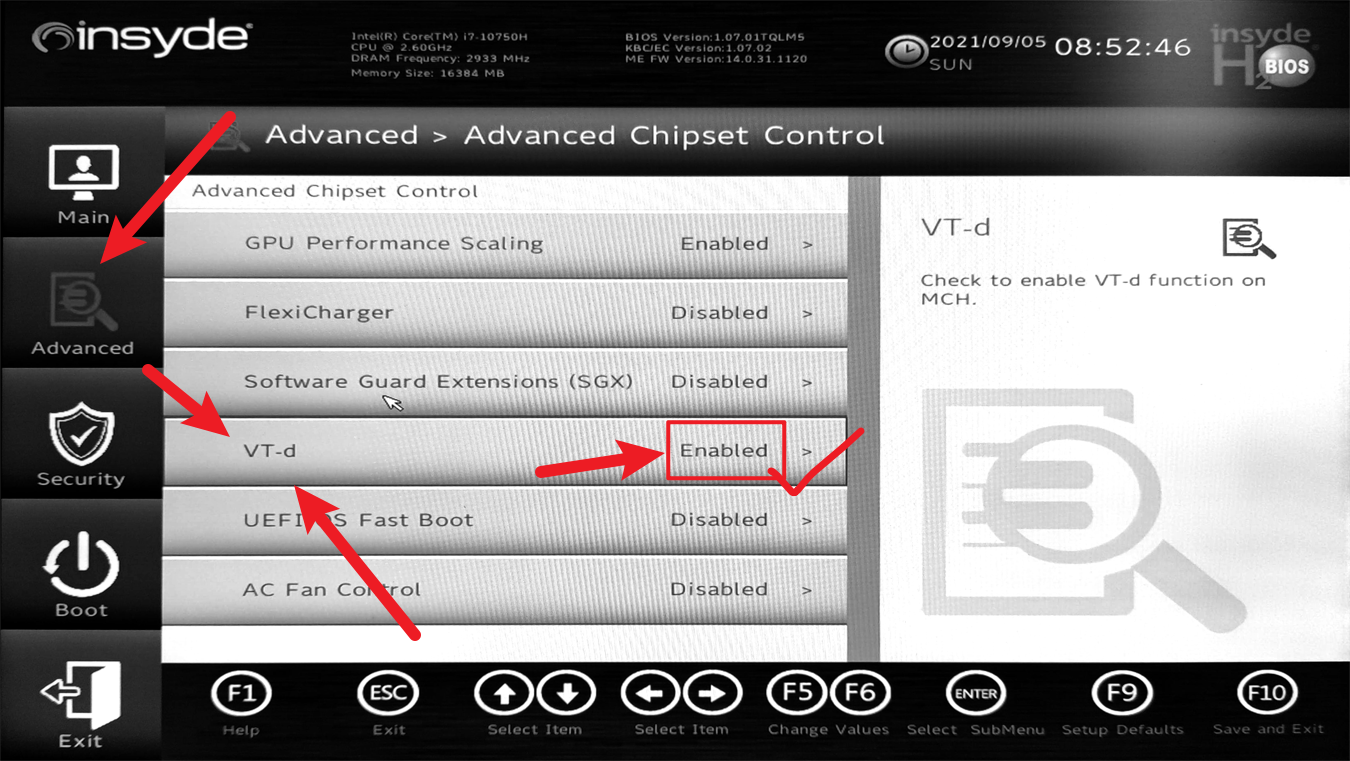 insyde
Intel(R) Core(TM) i7-10750H
CPU @ 2.60GHz
DRAM Frequency: 2933 MHz
Memory Size: 16384 MB
BIOS Version:1.07.01TQLM5
KBC/EC Version:1.07.02
ME FW Version:14.0.31.1120
2021/09/05 08:52:46
SUN
insyde
H2O BIOS
Advanced > Advanced Chipset Control
Main
Advanced
Security
Boot
Exit
Advanced Chipset Control
GPU Performance Scaling Enabled >
FlexiCharger Disabled >
Software Guard Extensions (SGX) Disabled >
VT-d Enabled >
UEFI OS Fast Boot Disabled >
AC Fan Control Disabled >
VT-d
Check to enable VT-d function on
MCH.
F1 ESC F5 F6 ENTER F9 F10
Help Exit Select Item Select Item Change Values Select SubMenu Setup Defaults Save and Exit